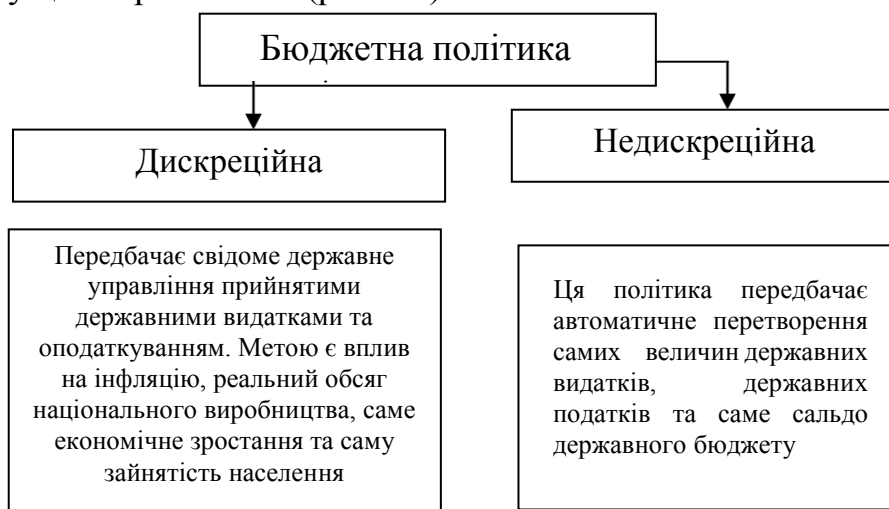 Бюджетна політика
Дискреційна
Недискреційна
Передбачає свідоме державне
управління прийнятими
державними видатками та
оподаткуванням. Метою є вплив
на інфляцію, реальний обсяг
національного виробництва, саме
економічне зростання та саму
зайнятість населення
Ця політика передбачає
автоматичне перетворення
самих величин державних
видатків, державних
податків та саме сальдо
державного бюджету